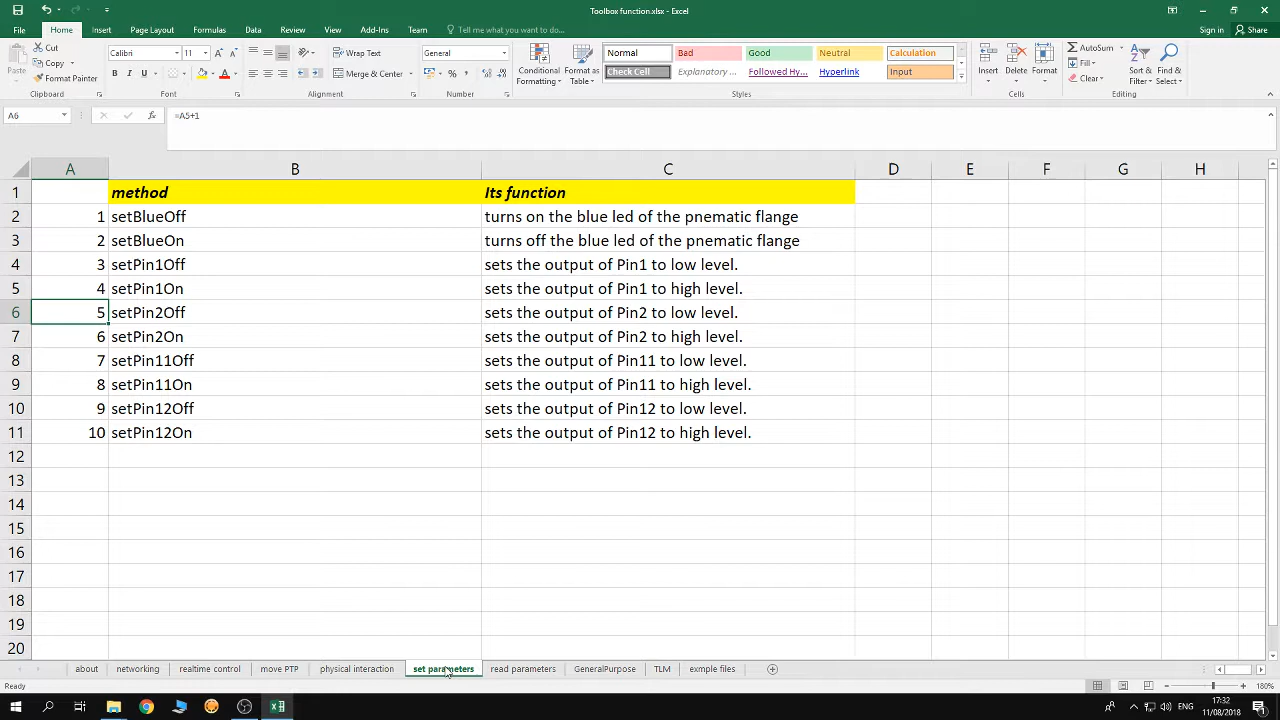 Toolbox function.xlsx - Excel
File Home Insert Page Layout Formulas Data Review View Add-Ins Team Tell me what you want to do... Sign in Share
Paste Cut Copy Format Painter Clipboard
Calibri 11 B I U A Font
Wrap Text Merge & Center Alignment
General % Number
Conditional Formatting Format as Table Normal Bad Good Neutral Calculation
Check Cell Explanatory ... Followed Hy... Hyperlink Input Styles
Insert Delete Format Cells
AutoSum Fill Clear Sort & Filter Find & Select Editing
A6 fx =A5+1
A B C D E F G H
1 method Its function
2 1 setBlueOff turns on the blue led of the pnematic flange
3 2 setBlueOn turns off the blue led of the pnematic flange
4 3 setPin1Off sets the output of Pin1 to low level.
5 4 setPin1On sets the output of Pin1 to high level.
6 5 setPin2Off sets the output of Pin2 to low level.
7 6 setPin2On sets the output of Pin2 to high level.
8 7 setPin11Off sets the output of Pin11 to low level.
9 8 setPin11On sets the output of Pin11 to high level.
10 9 setPin12Off sets the output of Pin12 to low level.
11 10 setPin12On sets the output of Pin12 to high level.
12
13
14
15
16
17
18
19
20
about networking realtime control move PTP physical interaction set parameters read parameters GeneralPurpose TLM exmple files
Ready 180%
ENG 17:32
11/08/2018